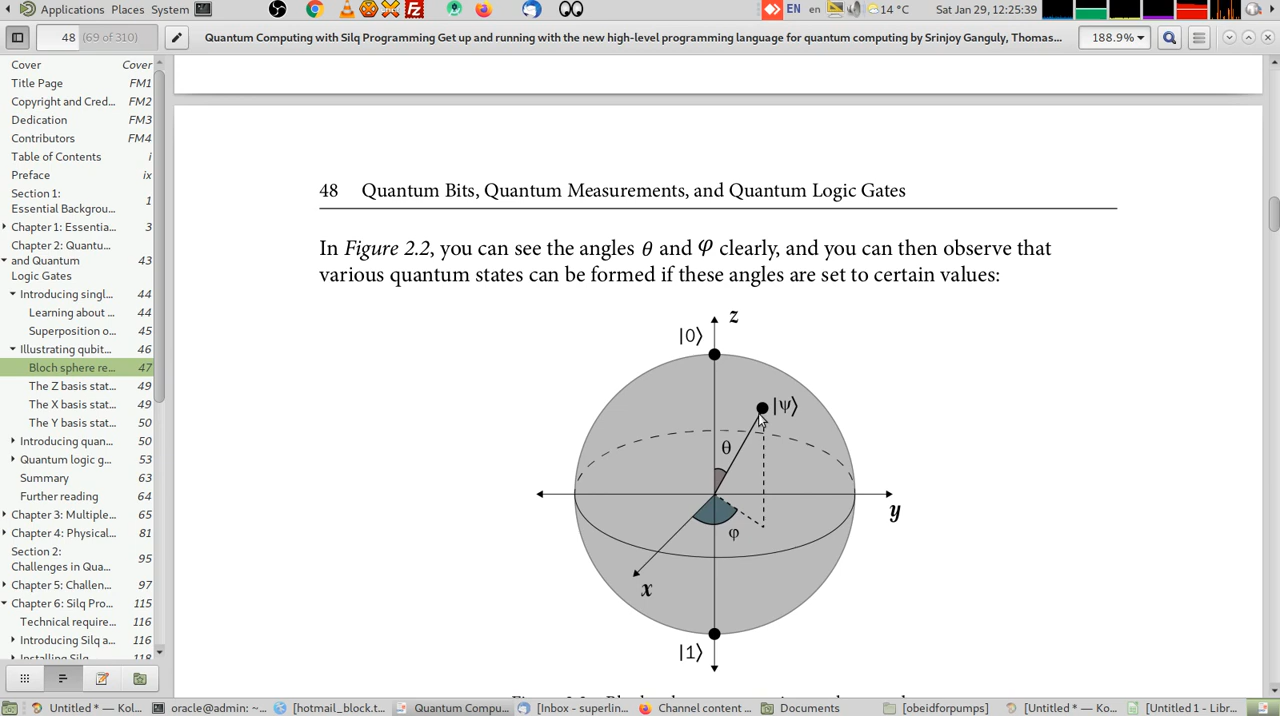 Applications Places System EN en 14 °C Sat Jan 29, 12:25:39
48 (69 of 310) Quantum Computing with Silq Programming Get up and running with the new high-level programming language for quantum computing by Srinjoy Ganguly, Thomas... 188.9%
Cover Cover
Title Page FM1
Copyright and Cred... FM2
Dedication FM3
Contributors FM4
Table of Contents i
Preface ix
Section 1:
Essential Backgrou... 1
Chapter 1: Essentia... 3
Chapter 2: Quantu...
and Quantum 43
Logic Gates
Introducing singl... 44
Learning about ... 44
Superposition o... 45
Illustrating qubit... 46
Bloch sphere re... 47
The Z basis stat... 49
The X basis stat... 49
The Y basis stat... 50
Introducing quan... 50
Quantum logic g... 53
Summary 63
Further reading 64
Chapter 3: Multiple... 65
Chapter 4: Physical... 81
Section 2:
Challenges in Qua... 95
Chapter 5: Challen... 97
Chapter 6: Silq Pro... 115
Technical require... 116
Introducing Silq a... 116
Installing Silq 118
48 Quantum Bits, Quantum Measurements, and Quantum Logic Gates
In Figure 2.2, you can see the angles θ and φ clearly, and you can then observe that
various quantum states can be formed if these angles are set to certain values:
z
|0⟩
|ψ⟩
θ
y
φ
x
|1⟩
Untitled * — Kol... oracle@admin: ~... [hotmail_block.t... Quantum Compu... [Inbox - superlin... Channel content ... Documents [obeidforpumps] [Untitled * — Ko... [Untitled 1 - Libr...